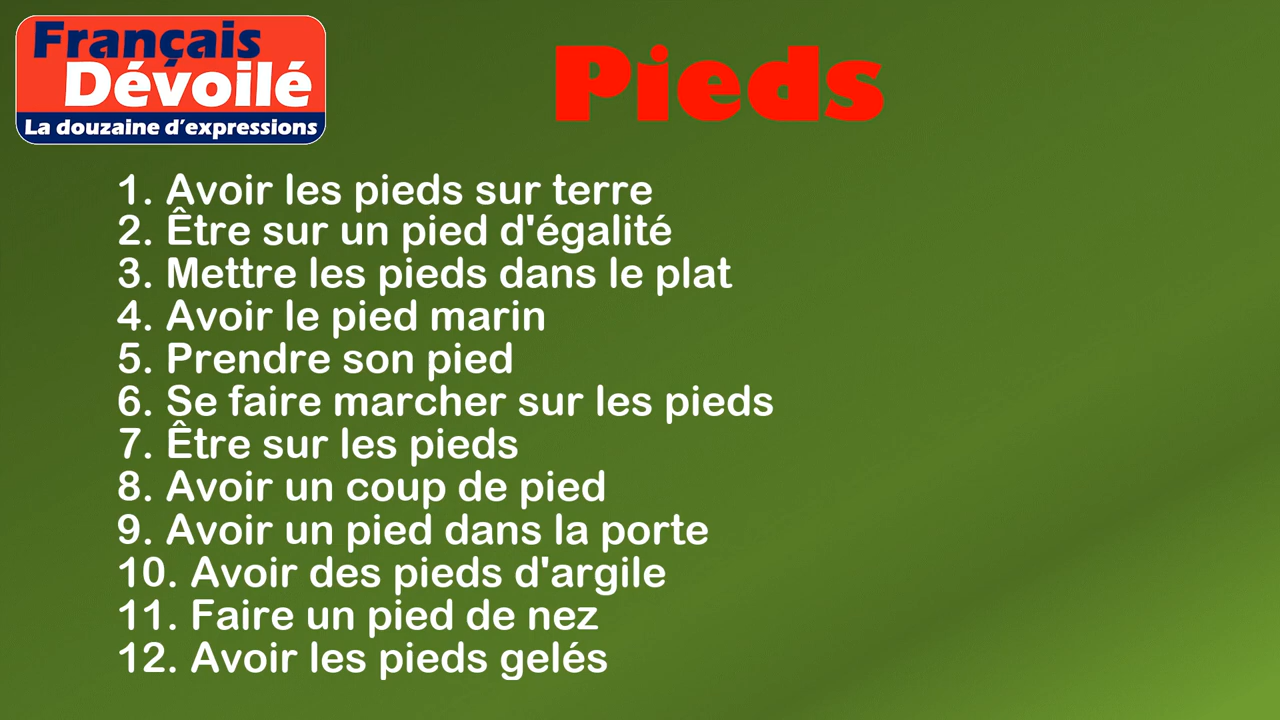 Français
Dévoilé
La douzaine d'expressions
Pieds
1. Avoir les pieds sur terre
2. Être sur un pied d'égalité
3. Mettre les pieds dans le plat
4. Avoir le pied marin
5. Prendre son pied
6. Se faire marcher sur les pieds
7. Être sur les pieds
8. Avoir un coup de pied
9. Avoir un pied dans la porte
10. Avoir des pieds d'argile
11. Faire un pied de nez
12. Avoir les pieds gelés